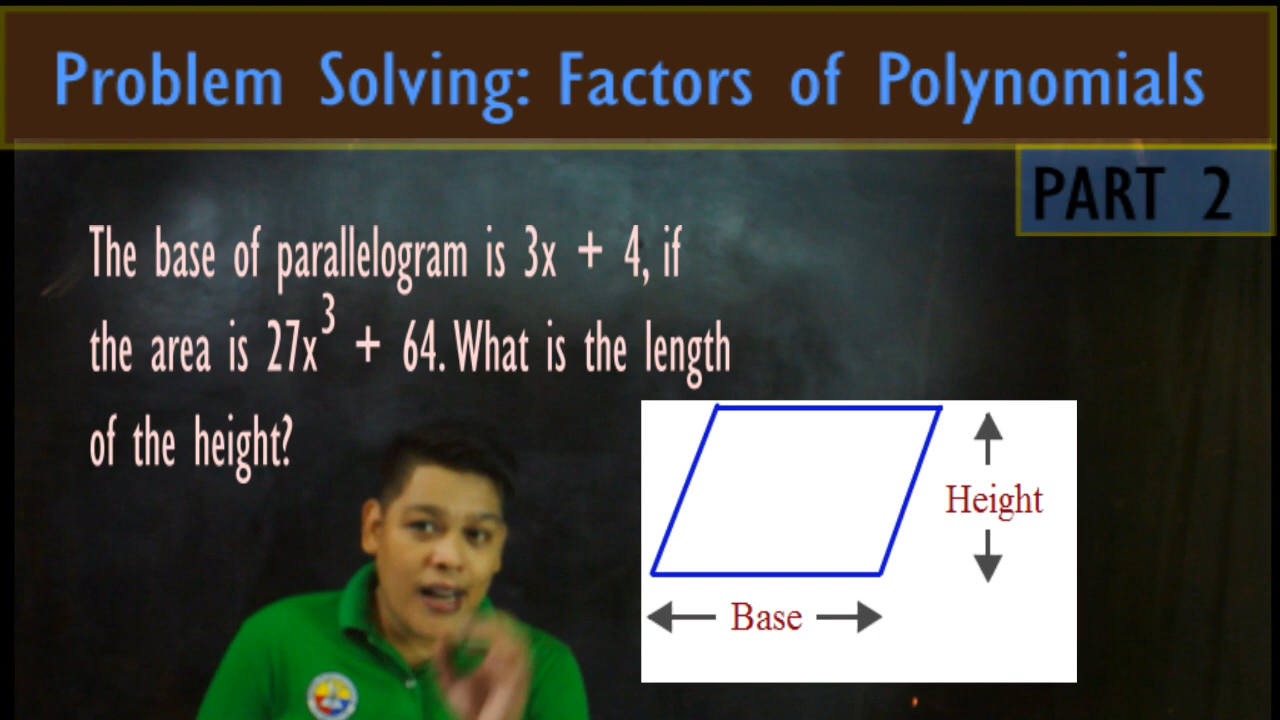 Problem Solving: Factors of Polynomials
PART 2
The base of parallelogram is 3x + 4, if
the area is 27x³ + 64. What is the length
of the height?
Height
Base